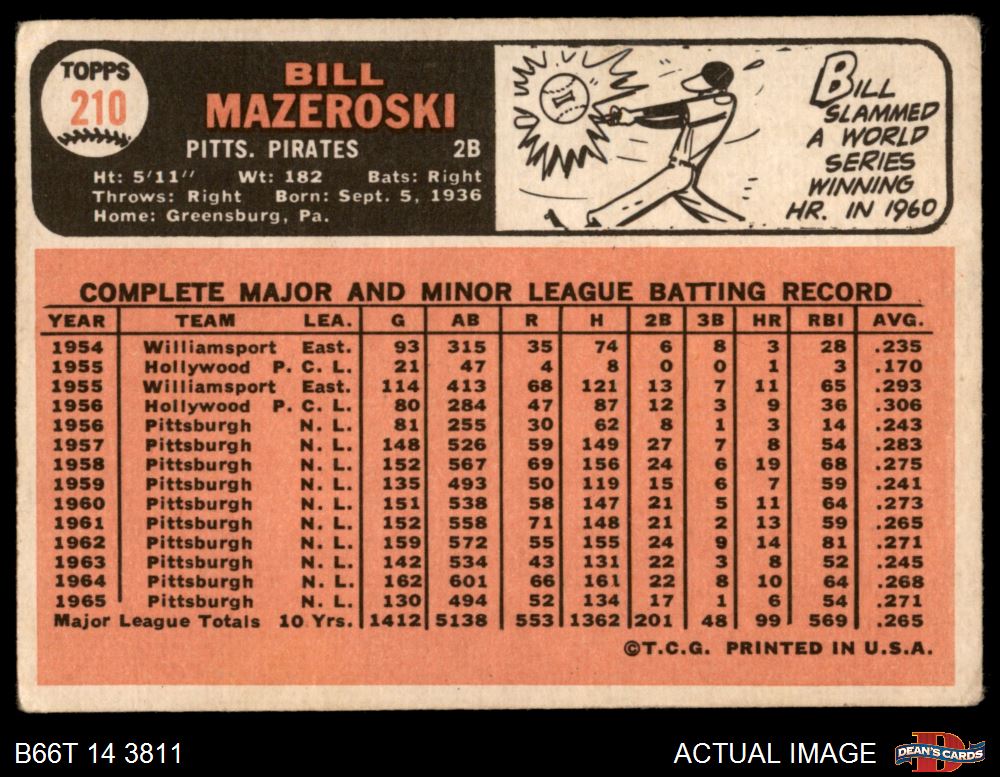 TOPPS
210
BILL
MAZEROSKI
PITTS. PIRATES 2B
Ht: 5'11" Wt: 182 Bats: Right
Throws: Right Born: Sept. 5, 1936
Home: Greensburg, Pa.
BILL
SLAMMED
A WORLD
SERIES
WINNING
HR. IN 1960
COMPLETE MAJOR AND MINOR LEAGUE BATTING RECORD
YEAR TEAM LEA. G AB R H 2B 3B HR RBI AVG.
1954 Williamsport East. 93 315 35 74 6 8 3 28 .235
1955 Hollywood P. C. L. 21 47 4 8 0 0 1 3 .170
1955 Williamsport East. 114 413 68 121 13 7 11 65 .293
1956 Hollywood P. C. L. 80 284 47 87 12 3 9 36 .306
1956 Pittsburgh N. L. 81 255 30 62 8 1 3 14 .243
1957 Pittsburgh N. L. 148 526 59 149 27 7 8 54 .283
1958 Pittsburgh N. L. 152 567 69 156 24 6 19 68 .275
1959 Pittsburgh N. L. 135 493 50 119 15 6 7 59 .241
1960 Pittsburgh N. L. 151 538 58 147 21 5 11 64 .273
1961 Pittsburgh N. L. 152 558 71 148 21 2 13 59 .265
1962 Pittsburgh N. L. 159 572 55 155 24 9 14 81 .271
1963 Pittsburgh N. L. 142 534 43 131 22 3 8 52 .245
1964 Pittsburgh N. L. 162 601 66 161 22 8 10 64 .268
1965 Pittsburgh N. L. 130 494 52 134 17 1 6 54 .271
Major League Totals 10 Yrs. 1412 5138 553 1362 201 48 99 569 .265
©T.C.G. PRINTED IN U.S.A.
B66T 14 3811
ACTUAL IMAGE
DEAN'S CARDS